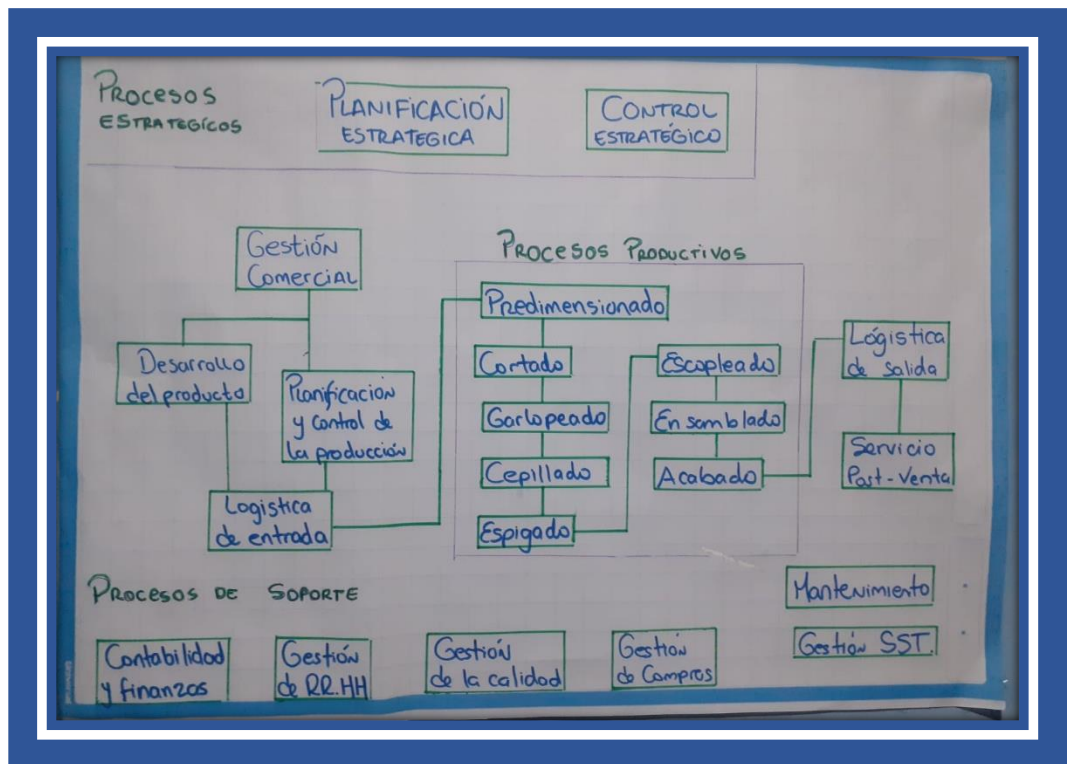 PROCESOS
ESTRATEGÍCOS
PLANIFICACIÓN
ESTRATEGICA
CONTROL
ESTRATÉGICO
Gestión
Comercial
PROCESOS PRODUCTIVOS
Desarrollo
del producto
Planificacion
y control de
la producción
Logistica
de entrada
Predimensionado
Cortado
Garlopeado
Cepillado
Espigado
Escopleado
Ensamblado
Acabado
Lógistica
de salida
Servicio
Post-Venta
PROCESOS DE SOPORTE
Contabilidad
y finanzas
Gestión
de RR.HH
Gestión
de la calidad
Gestion
de Compras
Mantenimiento
Gestión SST.